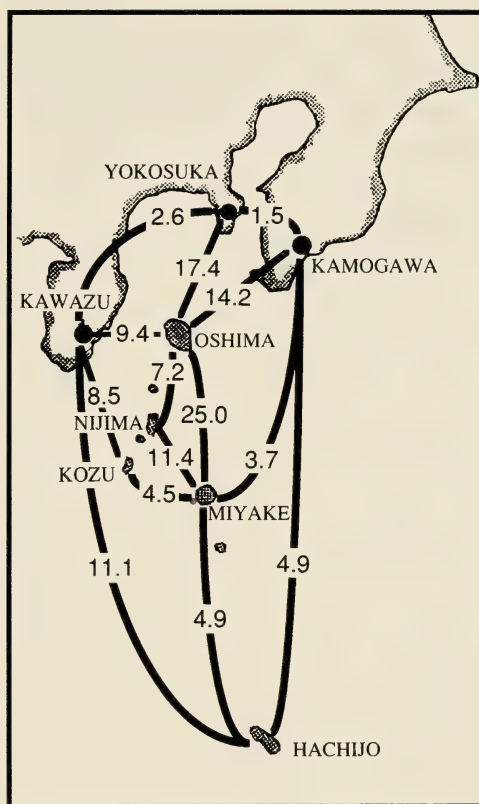 YOKOSUKA
2.6
1.5
KAMOGAWA
17.4
14.2
KAWAZU
9.4
OSHIMA
7.2
8.5
25.0
NIJIMA
11.4
3.7
KOZU
4.5
MIYAKE
11.1
4.9
4.9
HACHIJO